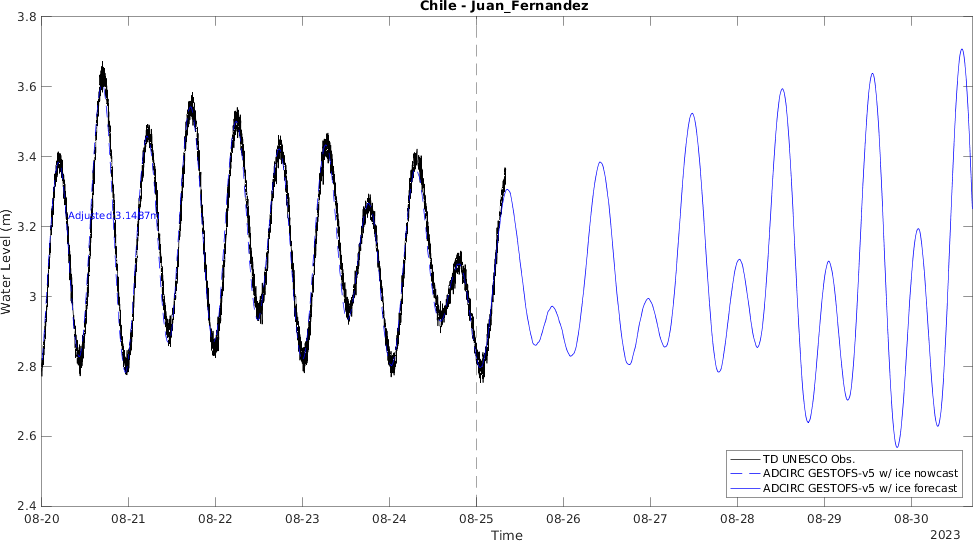 Chile - Juan_Fernandez
3.8
3.6
3.4
3.2
3
2.8
2.6
2.4
Water Level (m)
Adjusted 3.1487m
TD UNESCO Obs.
ADCIRC GESTOFS-v5 w/ ice nowcast
ADCIRC GESTOFS-v5 w/ ice forecast
08-20 08-21 08-22 08-23 08-24 08-25 08-26 08-27 08-28 08-29 08-30
Time
2023